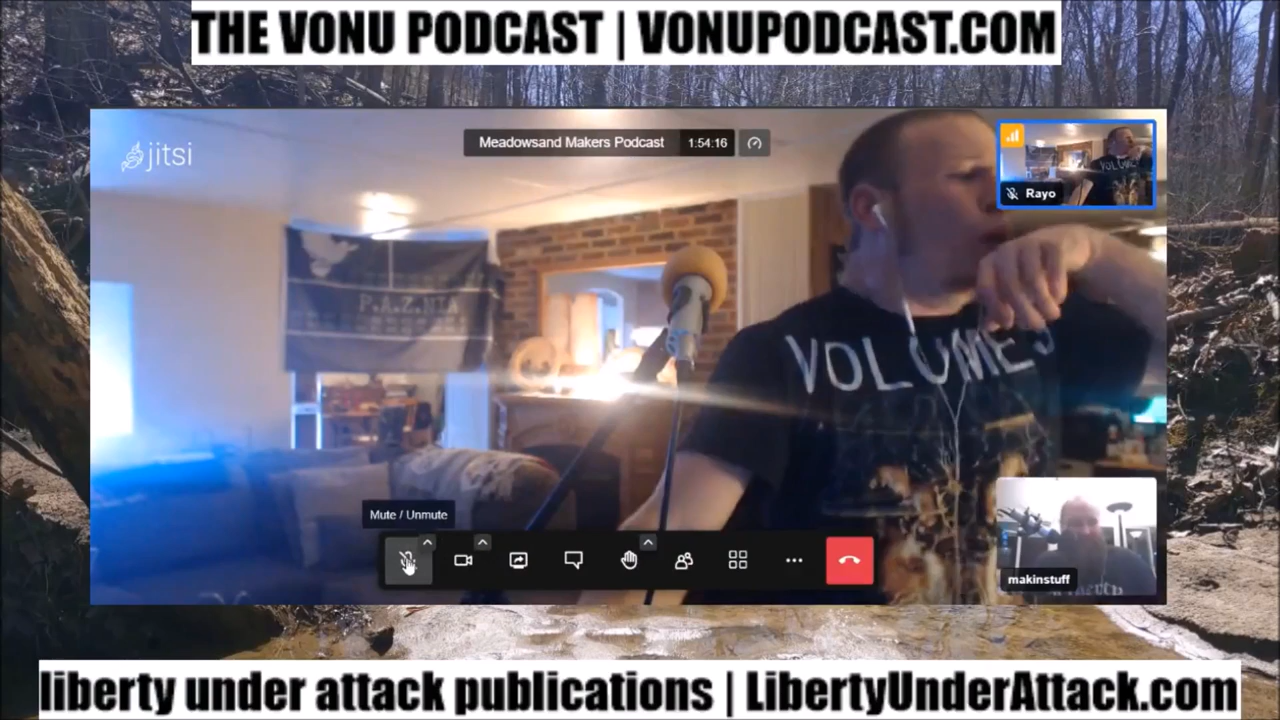 THE VONU PODCAST | VONUPODCAST.COM
jitsi
Meadowsand Makers Podcast 1:54:16
Rayo
P.A.Z.NIA
VOLUMES
Mute / Unmute
makinstuff
liberty under attack publications | LibertyUnderAttack.com